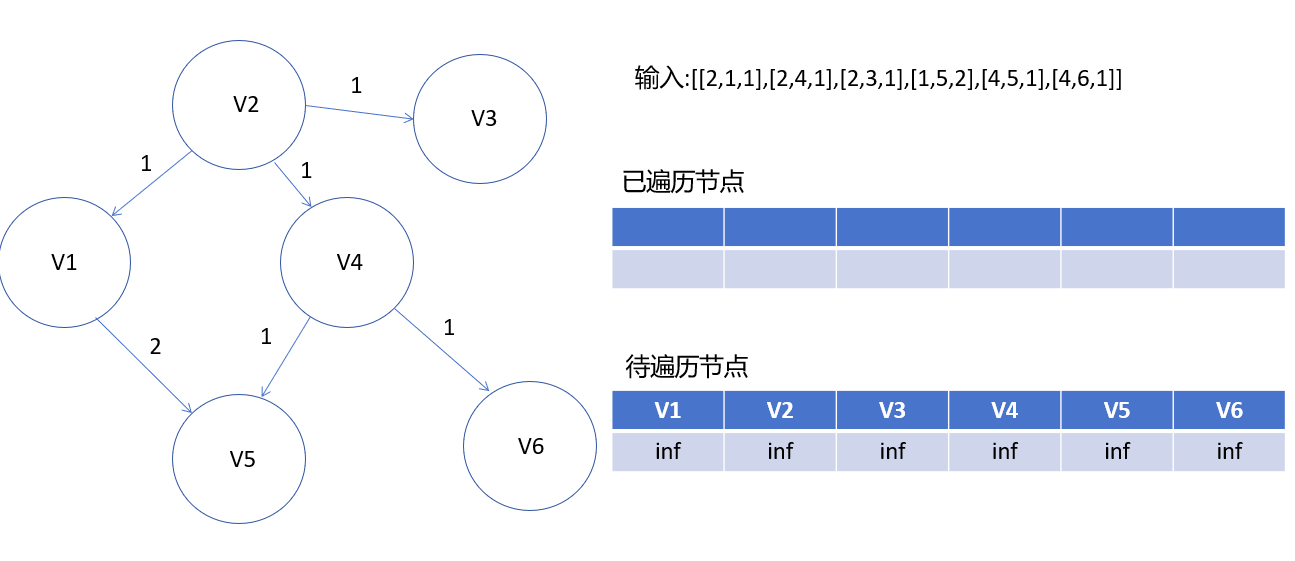 V2
1
V3
1
1
V1
V4
2
1
1
V5
V6
输入:[[2,1,1],[2,4,1],[2,3,1],[1,5,2],[4,5,1],[4,6,1]]
已遍历节点
待遍历节点
V1 V2 V3 V4 V5 V6
inf inf inf inf inf inf